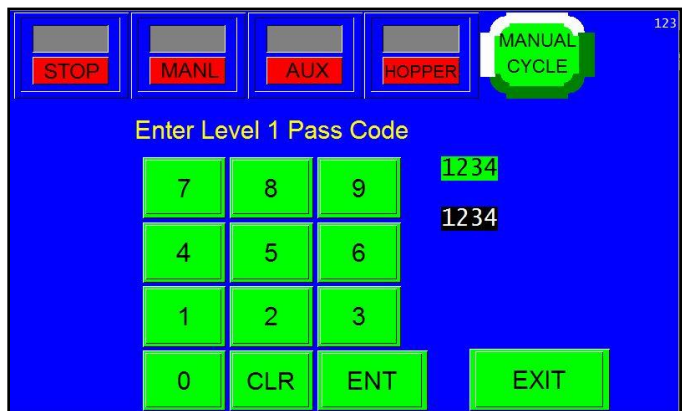 STOP MANL AUX HOPPER MANUAL CYCLE 123
Enter Level 1 Pass Code
7 8 9 1234
1234
4 5 6
1 2 3
0 CLR ENT EXIT